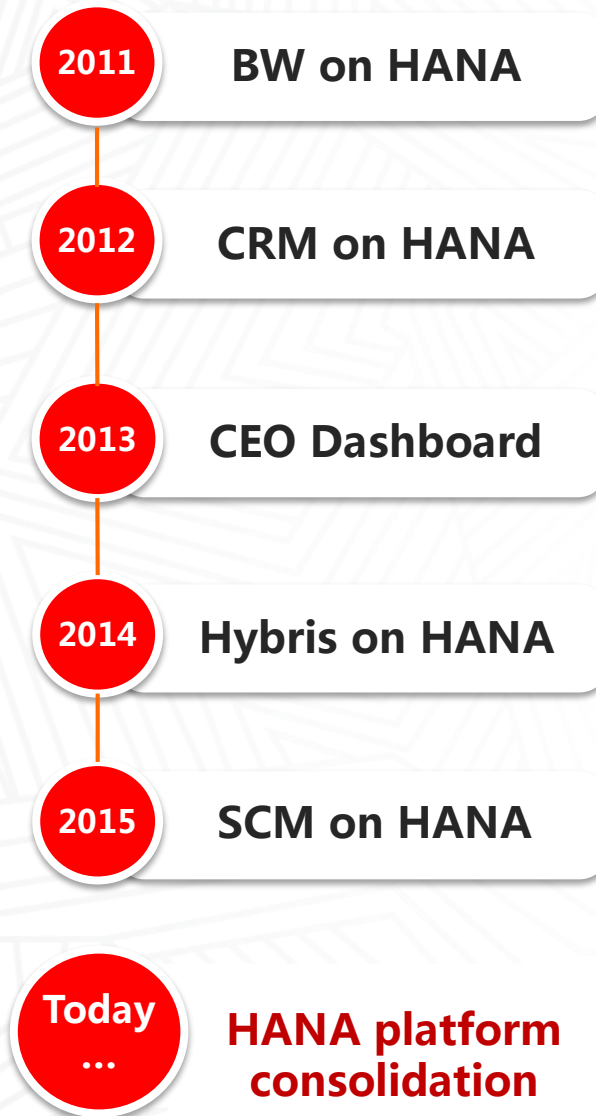 2011
BW on HANA
2012
CRM on HANA
2013
CEO Dashboard
2014
Hybris on HANA
2015
SCM on HANA
Today
...
HANA platform
consolidation